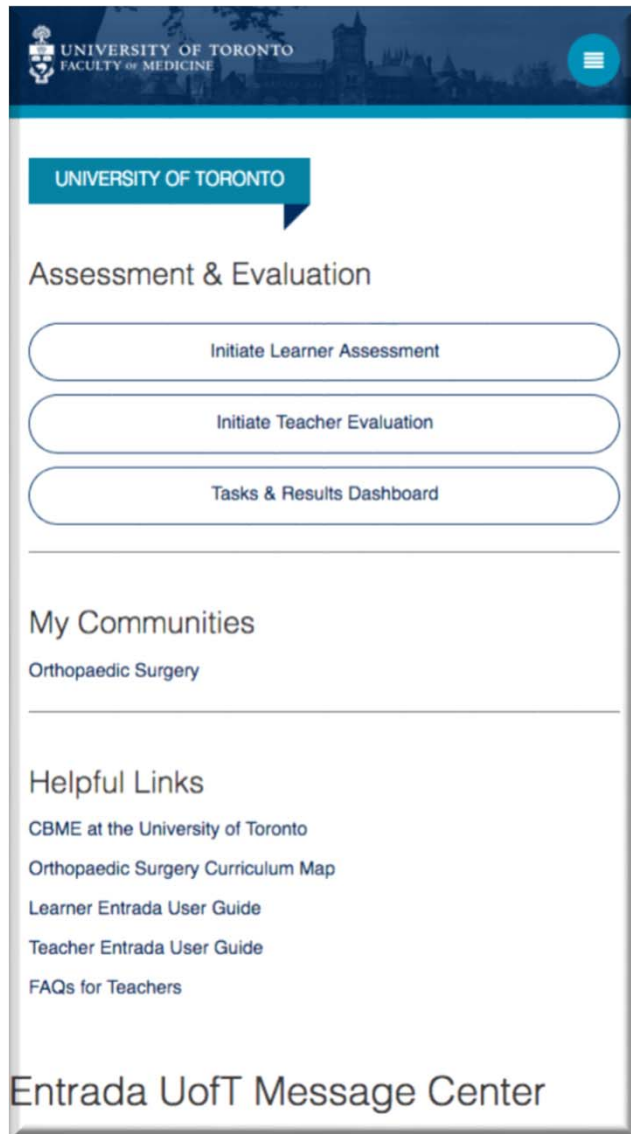 UNIVERSITY OF TORONTO
FACULTY OF MEDICINE
UNIVERSITY OF TORONTO
Assessment & Evaluation
Initiate Learner Assessment
Initiate Teacher Evaluation
Tasks & Results Dashboard
My Communities
Orthopaedic Surgery
Helpful Links
CBME at the University of Toronto
Orthopaedic Surgery Curriculum Map
Learner Entrada User Guide
Teacher Entrada User Guide
FAQs for Teachers
Entrada UofT Message Center